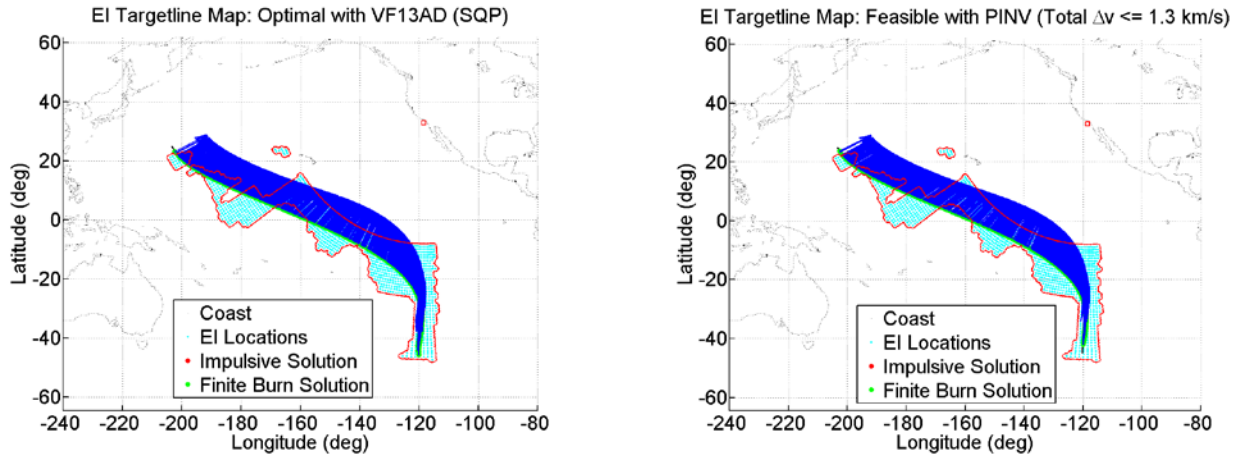 EI Targetline Map: Optimal with VF13AD (SQP)
60
40
20
0
-20
-40
-60
Latitude (deg)
Coast
EI Locations
Impulsive Solution
Finite Burn Solution
-240 -220 -200 -180 -160 -140 -120 -100 -80
Longitude (deg)
EI Targetline Map: Feasible with PINV (Total Δv <= 1.3 km/s)
60
40
20
0
-20
-40
-60
Latitude (deg)
Coast
EI Locations
Impulsive Solution
Finite Burn Solution
-240 -220 -200 -180 -160 -140 -120 -100 -80
Longitude (deg)